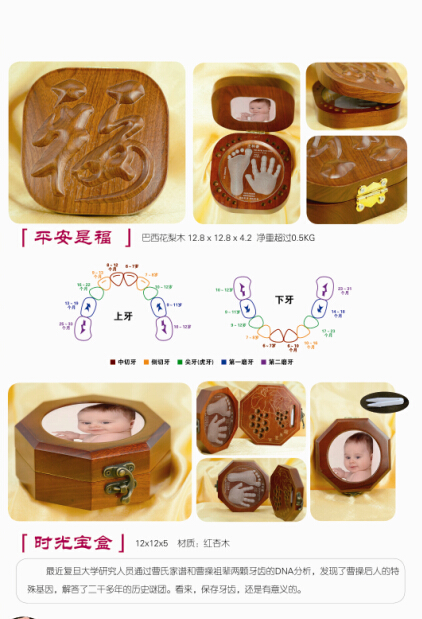 福
「平安是福」 巴西花梨木 12.8 x 12.8 x 4.2 净重超过0.5KG
上牙
下牙
中切牙 侧切牙 尖牙(虎牙) 第一磨牙 第二磨牙
「时光宝盒」 12x12x5 材质：红杏木
最近复旦大学研究人员通过曹氏家谱和曹操祖辈两颗牙齿的DNA分析，发现了曹操后人的特
殊基因，解答了二千多年的历史谜团。看来，保存牙齿，还是有意义的。